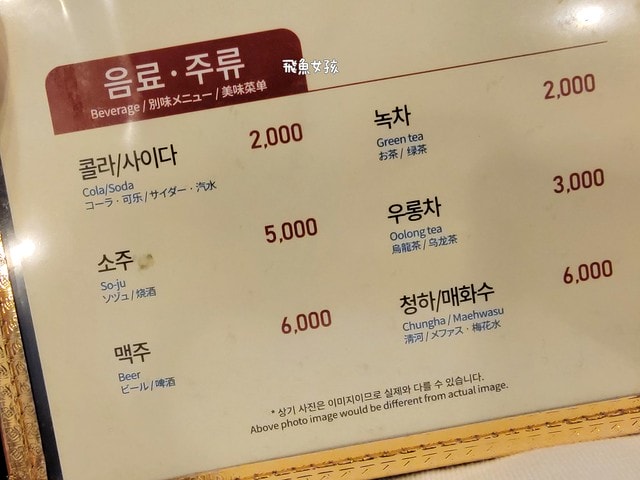 飛魚女孩
음료·주류
Beverage / 別味メニュー / 美味菜单
콜라/사이다 2,000
Cola/Soda
コーラ・可乐 / サイダー・汽水
소주 5,000
So-ju
ソヅュ / 烧酒
맥주 6,000
Beer
ビール / 啤酒
녹차 2,000
Green tea
お茶 / 绿茶
우롱차 3,000
Oolong tea
烏龍茶 / 乌龙茶
청하/매화수 6,000
Chungha / Maehwasu
清河 / メファス・梅花水
* 상기 사진은 이미지이므로 실제와 다를 수 있습니다.
Above photo image would be different from actual image.